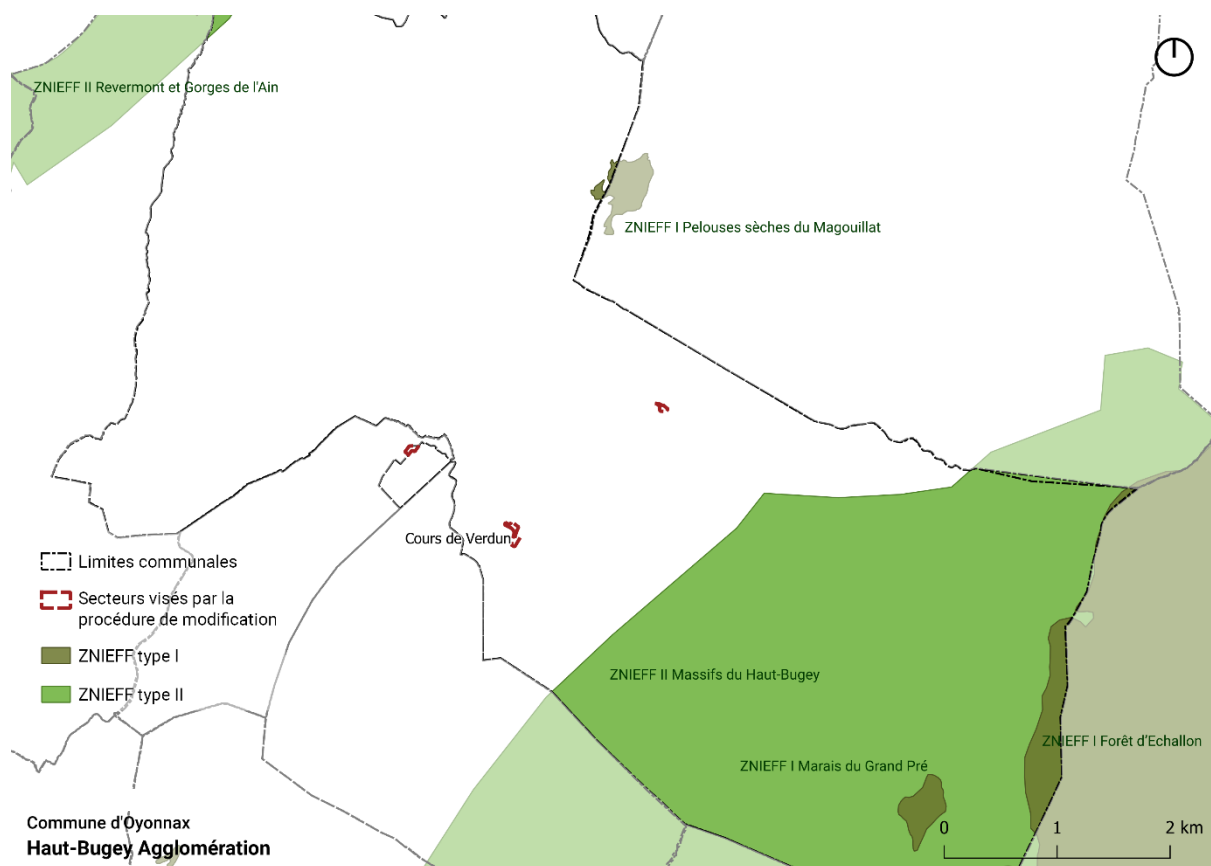 ZNIEFF II Revermont et Gorges de l'Ain
ZNIEFF I Pelouses sèches du Magouillat
Cours de Verdun
Limites communales
Secteurs visés par la
procédure de modification
ZNIEFF type I
ZNIEFF type II
ZNIEFF II Massifs du Haut-Bugey
ZNIEFF I Forêt d'Echallon
ZNIEFF I Marais du Grand Pré
Commune d'Oyonnax
Haut-Bugey Agglomération
0 1 2 km